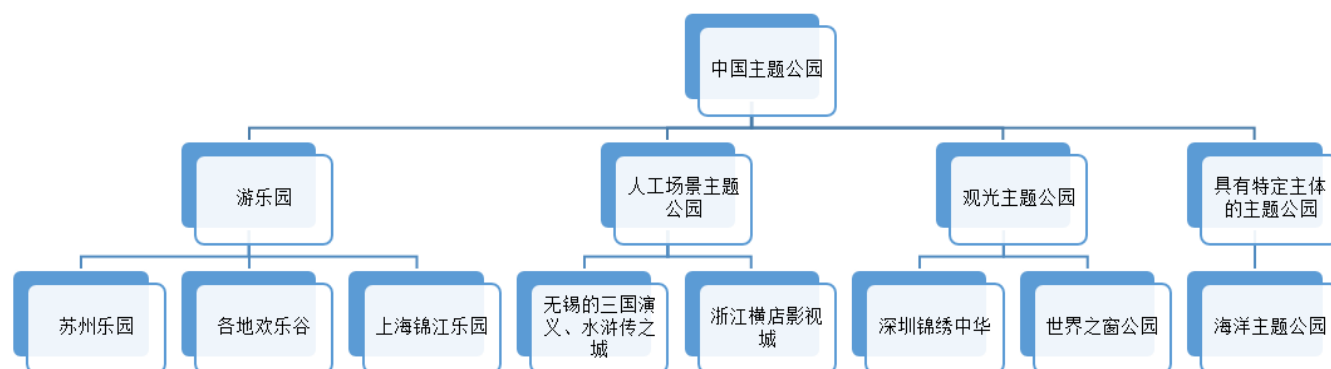 中国主题公园
游乐园
人工场景主题
公园
观光主题公园
具有特定主体
的主题公园
苏州乐园
各地欢乐谷
上海锦江乐园
无锡的三国演
义、水浒传之
城
浙江横店影视
城
深圳锦绣中华
世界之窗公园
海洋主题公园